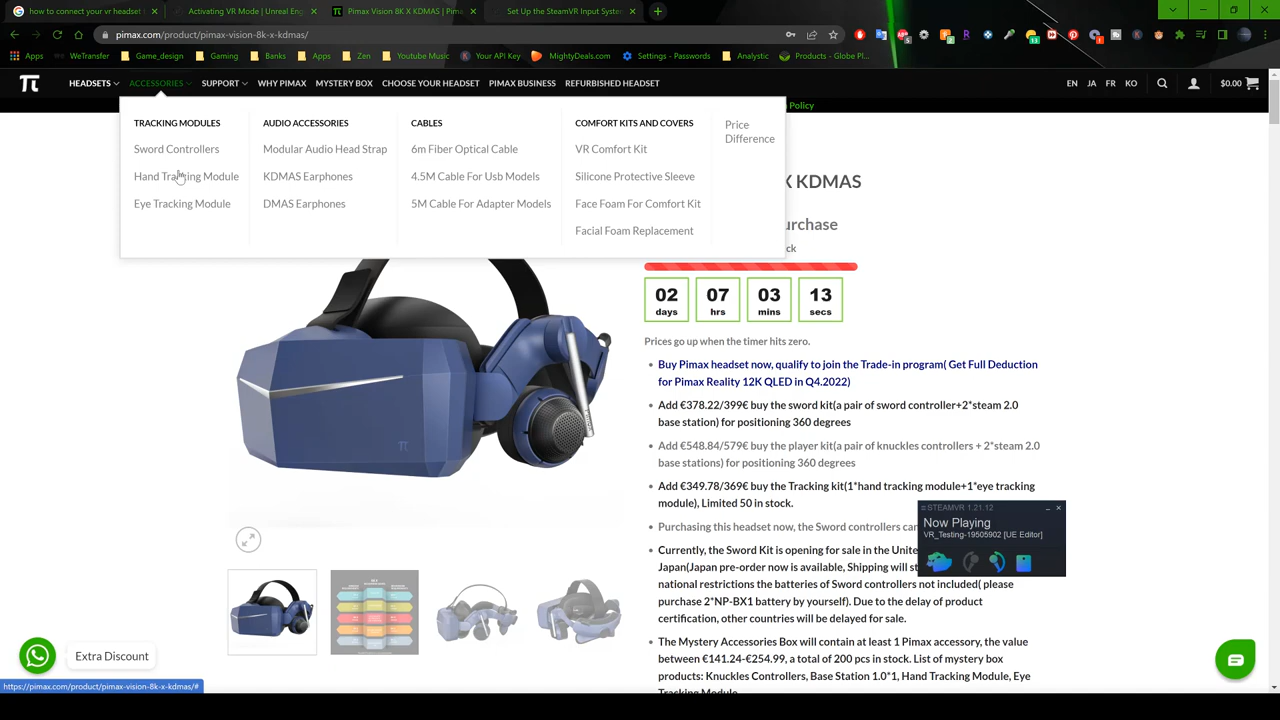 how to connect your vr headset
Activating VR Mode | Unreal Eng
Pimax Vision 8K X KDMAS | Pima
Set Up the SteamVR Input System
pimax.com/product/pimax-vision-8k-x-kdmas/
Apps
WeTransfer
Game_design
Gaming
Banks
Apps
Zen
Youtube Music
Your API Key
MightyDeals.com
Settings - Passwords
Analystic
Products - Globe Pl
HEADSETS
ACCESSORIES
SUPPORT
WHY PIMAX
MYSTERY BOX
CHOOSE YOUR HEADSET
PIMAX BUSINESS
REFURBISHED HEADSET
EN
JA
FR
KO
$0.00
Policy
TRACKING MODULES
Sword Controllers
Hand Tracking Module
Eye Tracking Module
AUDIO ACCESSORIES
Modular Audio Head Strap
KDMAS Earphones
DMAS Earphones
CABLES
6m Fiber Optical Cable
4.5M Cable For Usb Models
5M Cable For Adapter Models
COMFORT KITS AND COVERS
VR Comfort Kit
Silicone Protective Sleeve
Face Foam For Comfort Kit
Facial Foam Replacement
Price
Difference
X KDMAS
urchase
ck
02
days
07
hrs
03
mins
13
secs
Prices go up when the timer hits zero.
Buy Pimax headset now, qualify to join the Trade-in program( Get Full Deduction
for Pimax Reality 12K QLED in Q4.2022)
Add €378.22/399€ buy the sword kit(a pair of sword controller+2*steam 2.0
base station) for positioning 360 degrees
Add €548.84/579€ buy the player kit(a pair of knuckles controllers + 2*steam 2.0
base stations) for positioning 360 degrees
Add €349.78/369€ buy the Tracking kit(1*hand tracking module+1*eye tracking
module), Limited 50 in stock.
Purchasing this headset now, the Sword controllers can
Currently, the Sword Kit is opening for sale in the Unite
Japan(Japan pre-order now is available, Shipping will st
national restrictions the batteries of Sword controllers not included( please
purchase 2*NP-BX1 battery by yourself). Due to the delay of product
certification, other countries will be delayed for sale.
The Mystery Accessories Box will contain at least 1 Pimax accessory, the value
between €141.24-€254.99, a total of 200 pcs in stock. List of mystery box
products: Knuckles Controllers, Base Station 1.0*1, Hand Tracking Module, Eye
Tracking Module
STEAMVR 1.21.12
Now Playing
VR_Testing-19505902 [UE Editor]
Extra Discount
https://pimax.com/product/pimax-vision-8k-x-kdmas/#